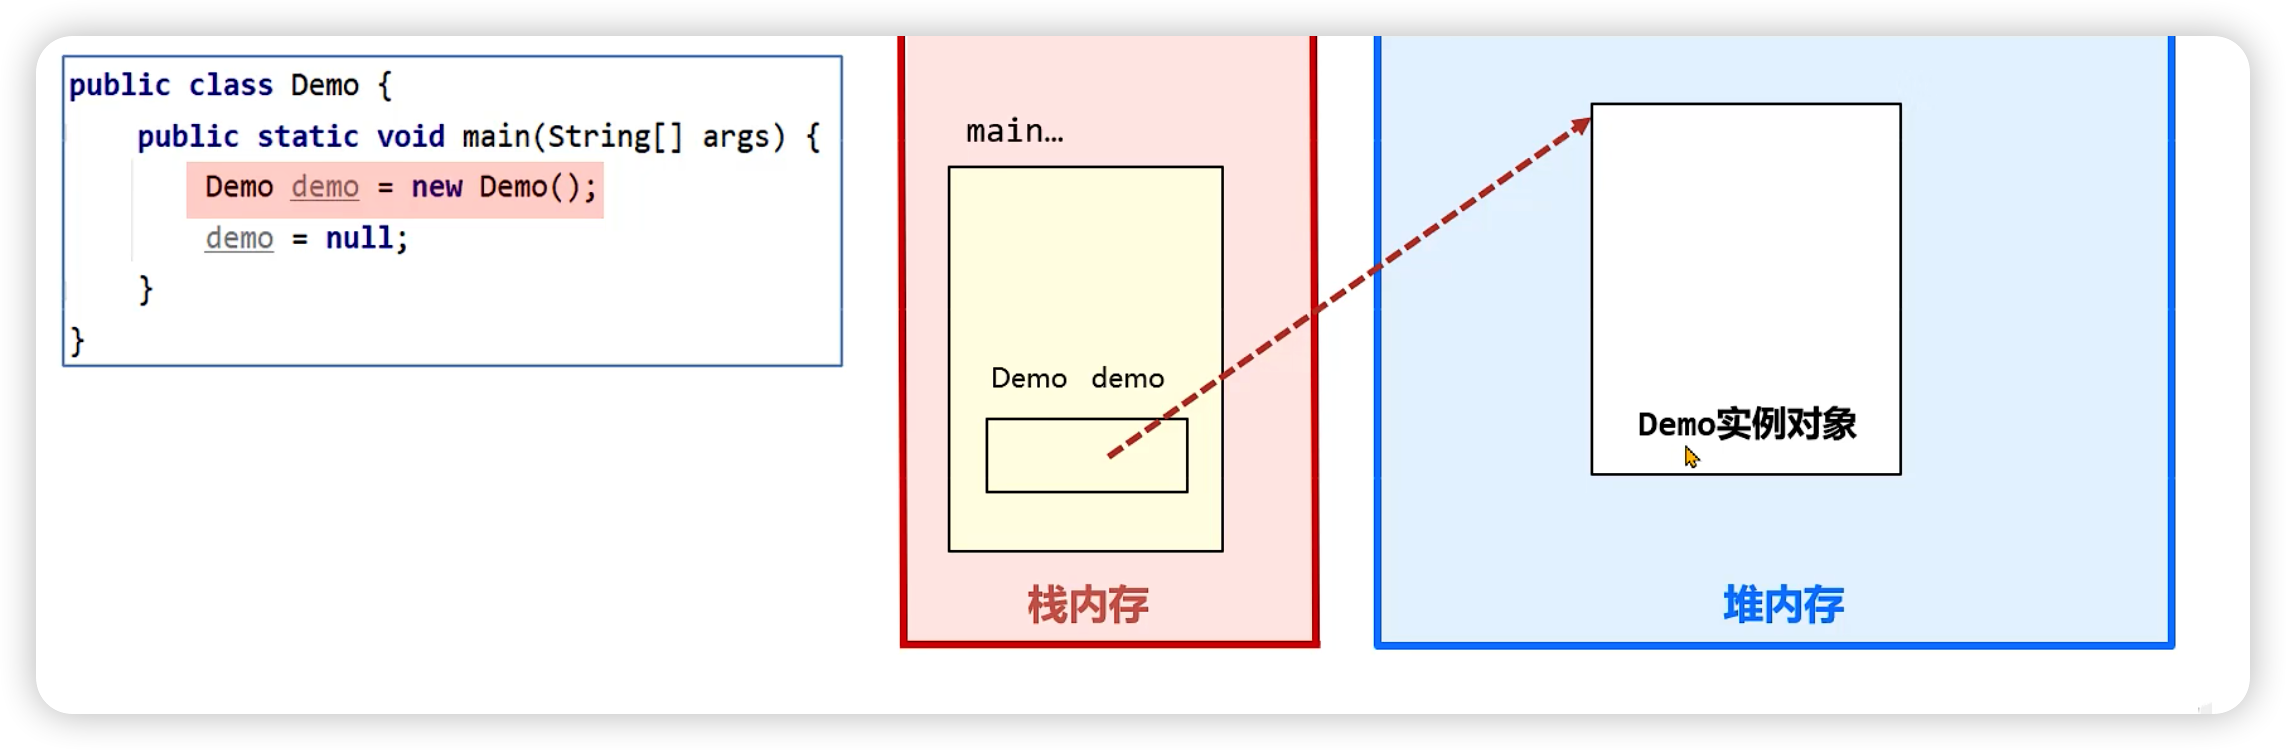 public class Demo {
public static void main(String[] args) {
Demo demo = new Demo();
demo = null;
}
}
main…
Demo demo
栈内存
Demo实例对象
堆内存